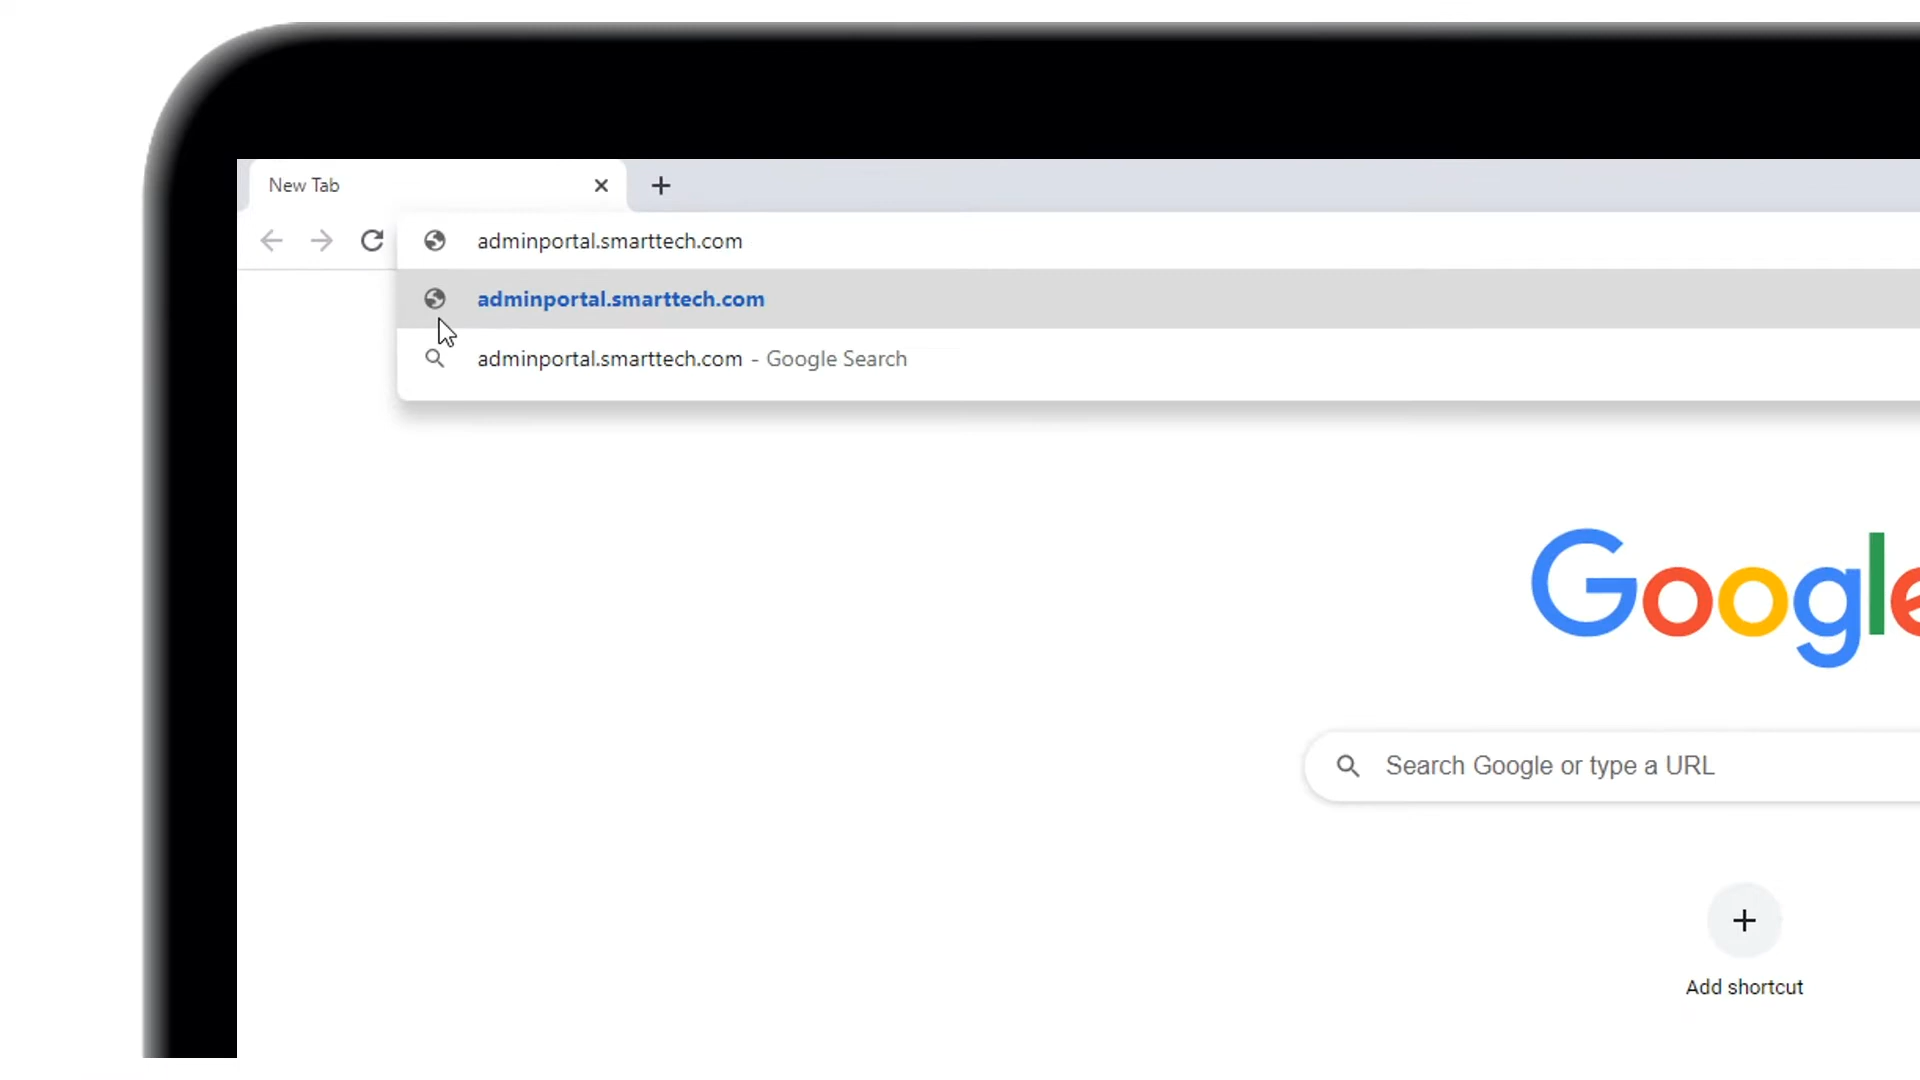 New Tab
adminportal.smarttech.com
adminportal.smarttech.com
adminportal.smarttech.com - Google Search
Google
Search Google or type a URL
Add shortcut